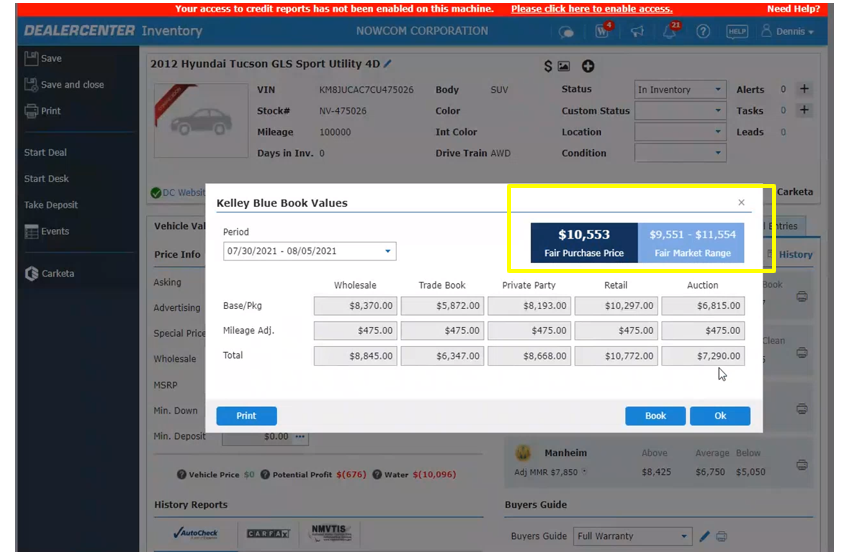 Your access to credit reports has not been enabled on this machine. Please click here to enable access. Need Help?
DEALERCENTER Inventory NOWCOM CORPORATION W 4 21 ? HELP Dennis
Save
Save and close
Print
Start Deal
Start Desk
Take Deposit
Events
Carketa
2012 Hyundai Tucson GLS Sport Utility 4D $
VIN KM8JUCAC7CU475026 Body SUV Status In Inventory Alerts 0 +
Stock# NV-475026 Color Custom Status Tasks 0 +
Mileage 100000 Int Color Location Leads 0
Days in Inv. 0 Drive Train AWD Condition
DC Websit Carketa
Vehicle Val Entries
Price Info History
Asking Book
Advertising
Special Price Clean
Wholesale
MSRP
Min. Down
Min. Deposit $0.00
Kelley Blue Book Values ×
Period
07/30/2021 - 08/05/2021
$10,553 $9,551 - $11,554
Fair Purchase Price Fair Market Range
Wholesale Trade Book Private Party Retail Auction
Base/Pkg $8,370.00 $5,872.00 $8,193.00 $10,297.00 $6,815.00
Mileage Adj. $475.00 $475.00 $475.00 $475.00 $475.00
Total $8,845.00 $6,347.00 $8,668.00 $10,772.00 $7,290.00
Print Book Ok
Manheim Above Average Below
Adj MMR $7,850 $8,425 $6,750 $5,050
Vehicle Price $0 Potential Profit $(676) Water $(10,096)
History Reports Buyers Guide
AutoCheck CARFAX NMVTIS
Buyers Guide Full Warranty